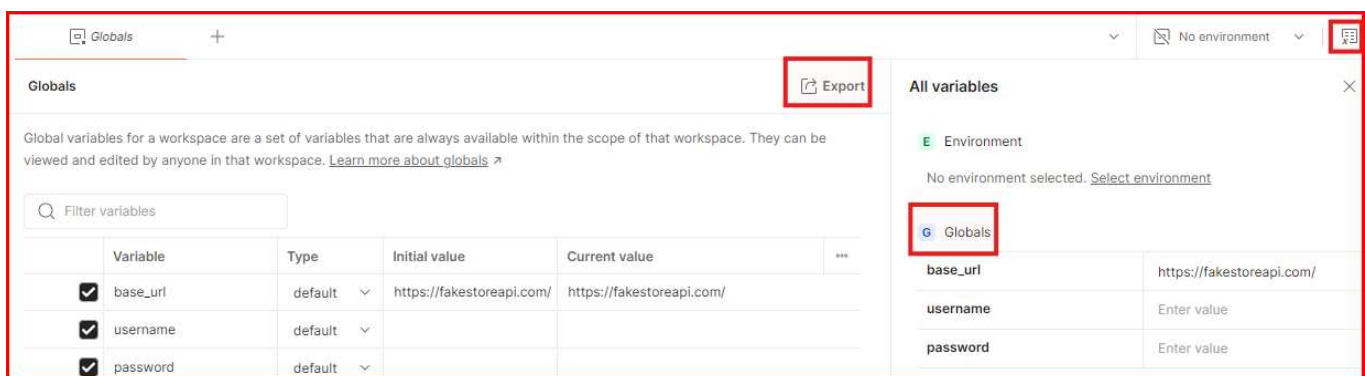 Globals
No environment
Globals
Export
All variables
Global variables for a workspace are a set of variables that are always available within the scope of that workspace. They can be
viewed and edited by anyone in that workspace. Learn more about globals ↗
E Environment
No environment selected. Select environment
Filter variables
G Globals
Variable Type Initial value Current value
base_url default https://fakestoreapi.com/ https://fakestoreapi.com/
username default
password default
base_url https://fakestoreapi.com/
username Enter value
password Enter value